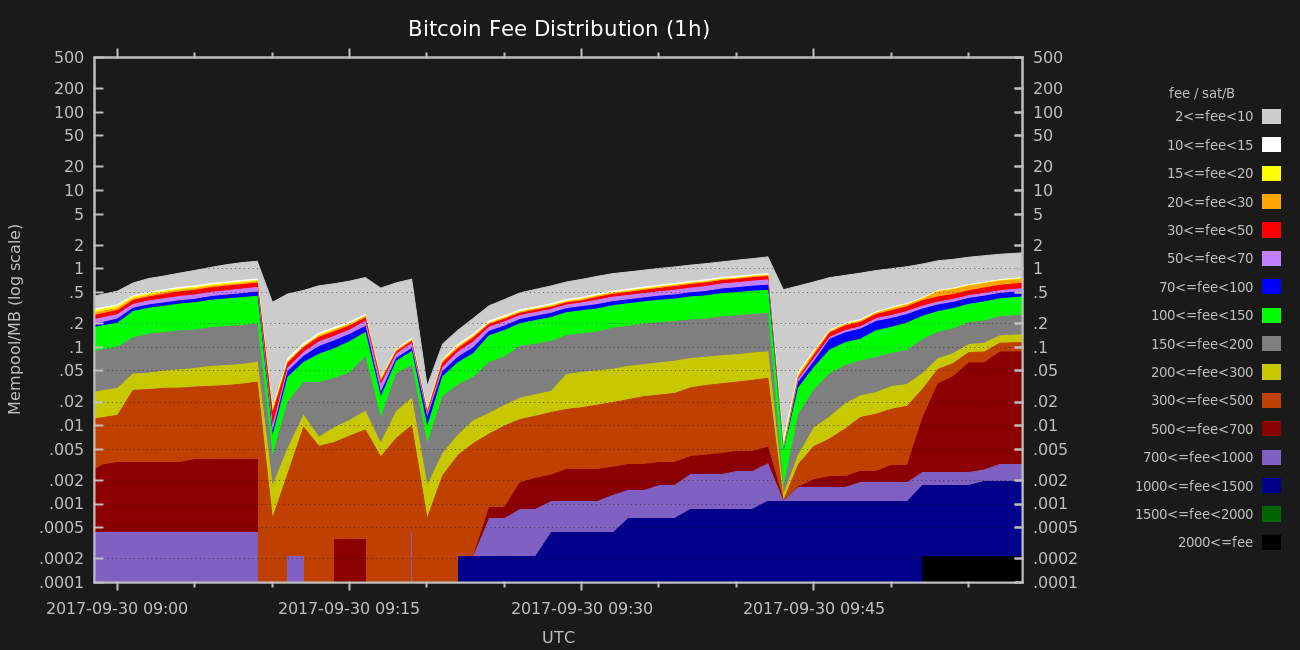 Bitcoin Fee Distribution (1h)
Mempool/MB (log scale)
500
200
100
50
20
10
5
2
1
.5
.2
.1
.05
.02
.01
.005
.002
.001
.0005
.0002
.0001
500
200
100
50
20
10
5
2
1
.5
.2
.1
.05
.02
.01
.005
.002
.001
.0005
.0002
.0001
2017-09-30 09:00 2017-09-30 09:15 2017-09-30 09:30 2017-09-30 09:45
UTC
fee / sat/B
2<=fee<10
10<=fee<15
15<=fee<20
20<=fee<30
30<=fee<50
50<=fee<70
70<=fee<100
100<=fee<150
150<=fee<200
200<=fee<300
300<=fee<500
500<=fee<700
700<=fee<1000
1000<=fee<1500
1500<=fee<2000
2000<=fee